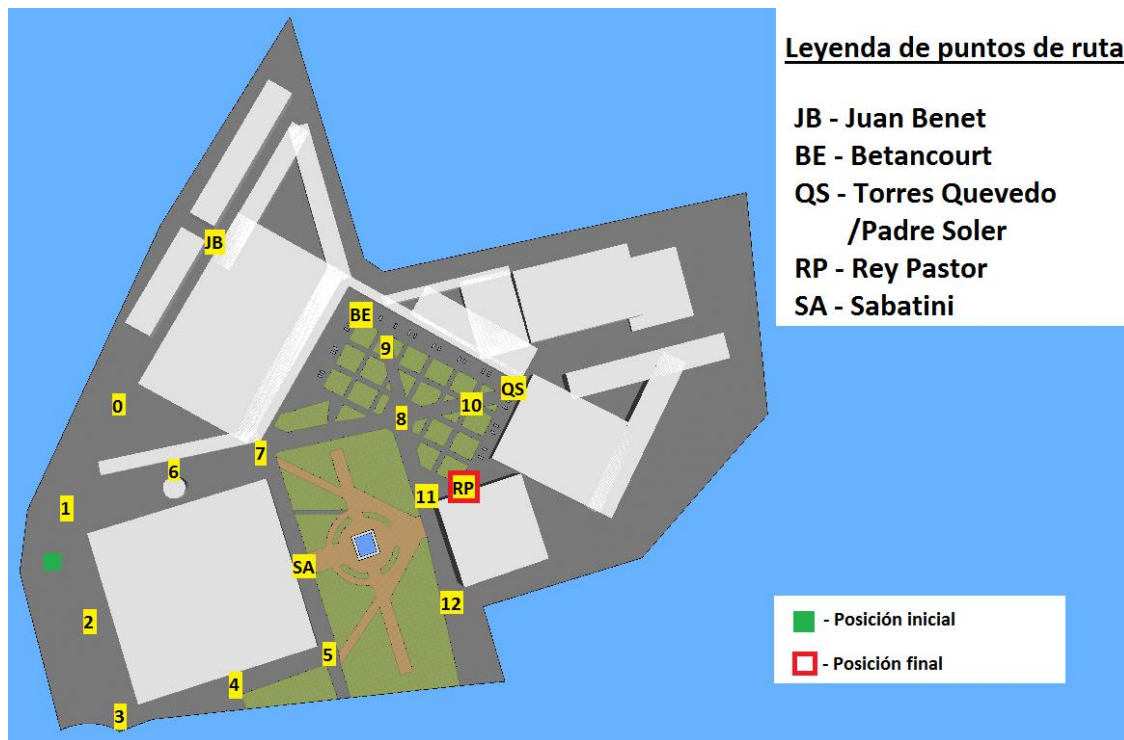 Leyenda de puntos de ruta
JB - Juan Benet
BE - Betancourt
QS - Torres Quevedo
/Padre Soler
RP - Rey Pastor
SA - Sabatini
JB
BE
9
QS
0
10
8
7
6
RP
11
1
SA
12
2
5
4
3
- Posición inicial
- Posición final